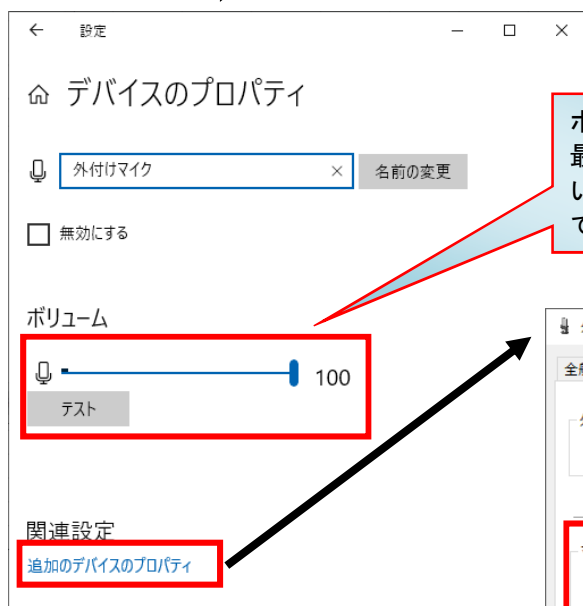 設定
デバイスのプロパティ
外付けマイク
名前の変更
無効にする
ボリューム
100
テスト
関連設定
追加のデバイスのプロパティ
最